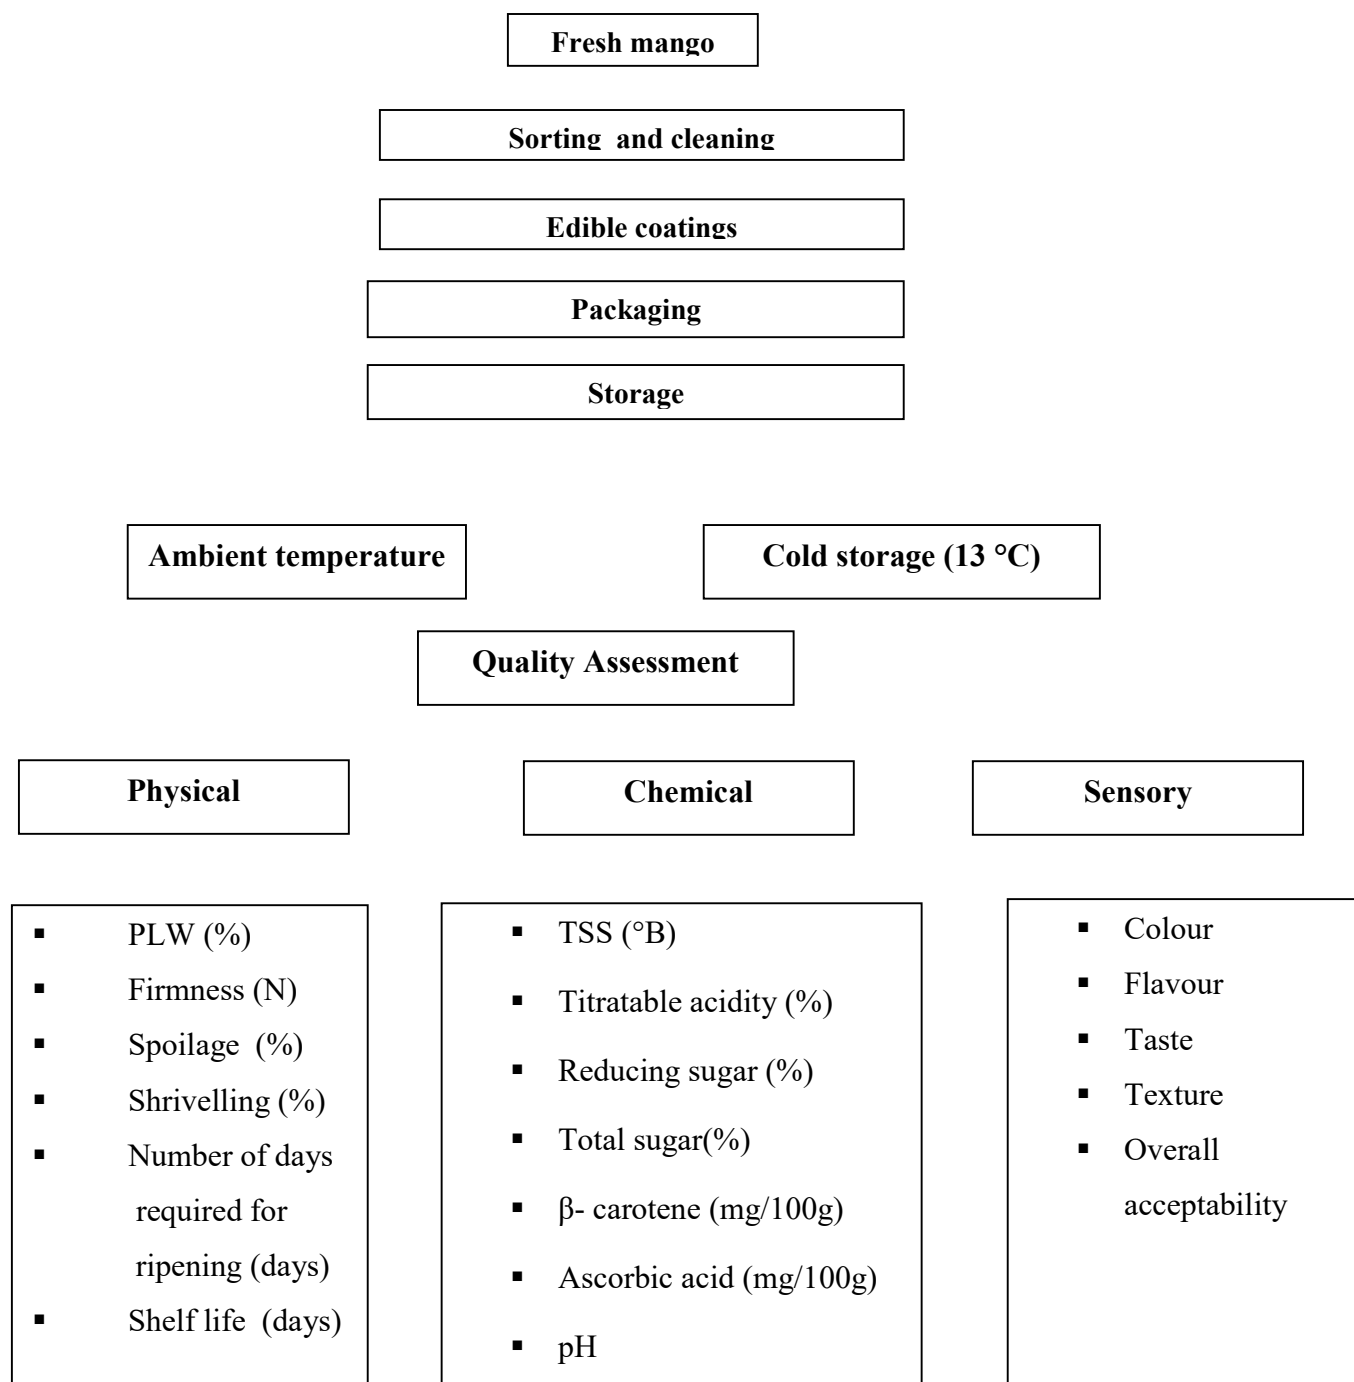 Fresh mango
Sorting  and cleaning
Edible coatings
Packaging
Storage
Ambient temperature
Cold storage (13 °C)
Quality Assessment
Physical
Chemical
Sensory
▪ PLW (%)
▪ Firmness (N)
▪ Spoilage  (%)
▪ Shrivelling (%)
▪ Number of days
required for
ripening (days)
▪ Shelf life  (days)
▪ TSS (°B)
▪ Titratable acidity (%)
▪ Reducing sugar (%)
▪ Total sugar(%)
▪ β- carotene (mg/100g)
▪ Ascorbic acid (mg/100g)
▪ pH
▪ Colour
▪ Flavour
▪ Taste
▪ Texture
▪ Overall
acceptability